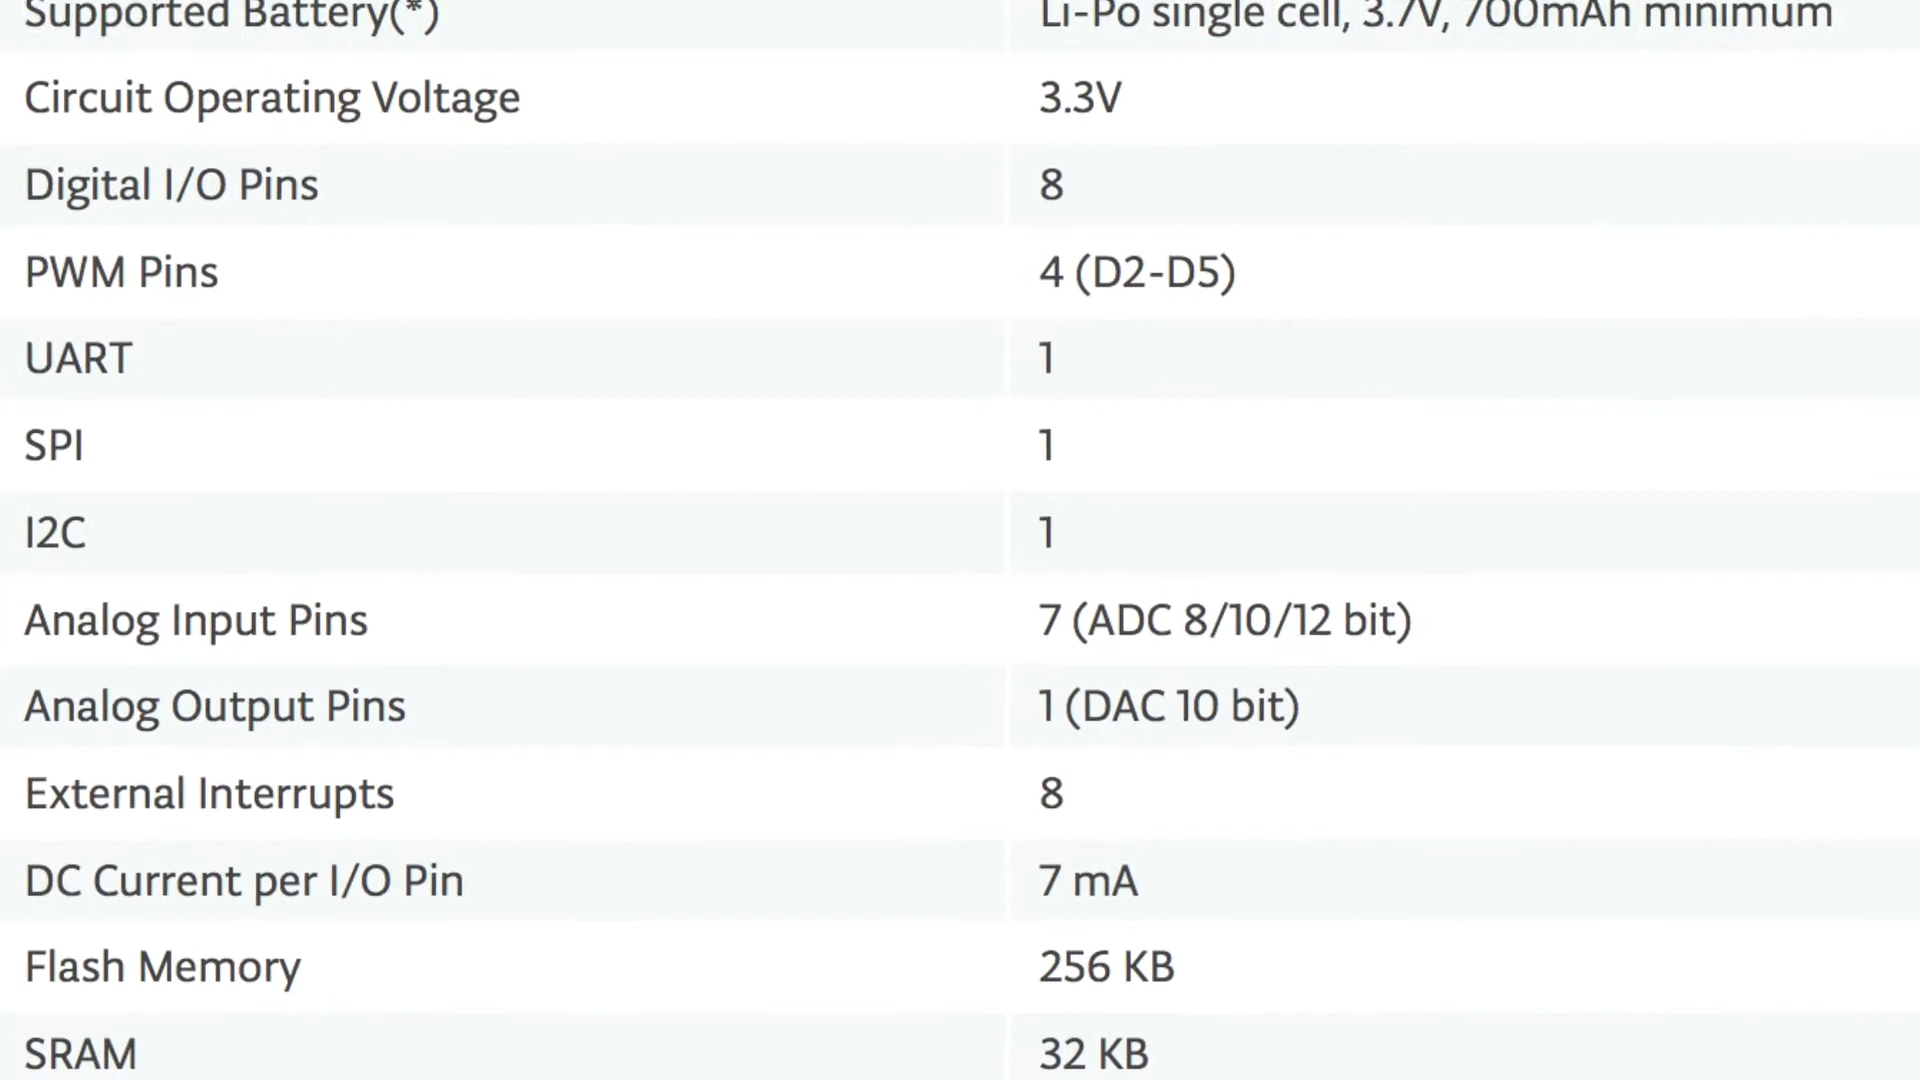 Supported Battery(*) Li-Po single cell, 3.7V, 700mAh minimum
Circuit Operating Voltage 3.3V
Digital I/O Pins 8
PWM Pins 4 (D2-D5)
UART 1
SPI 1
I2C 1
Analog Input Pins 7 (ADC 8/10/12 bit)
Analog Output Pins 1 (DAC 10 bit)
External Interrupts 8
DC Current per I/O Pin 7 mA
Flash Memory 256 KB
SRAM 32 KB